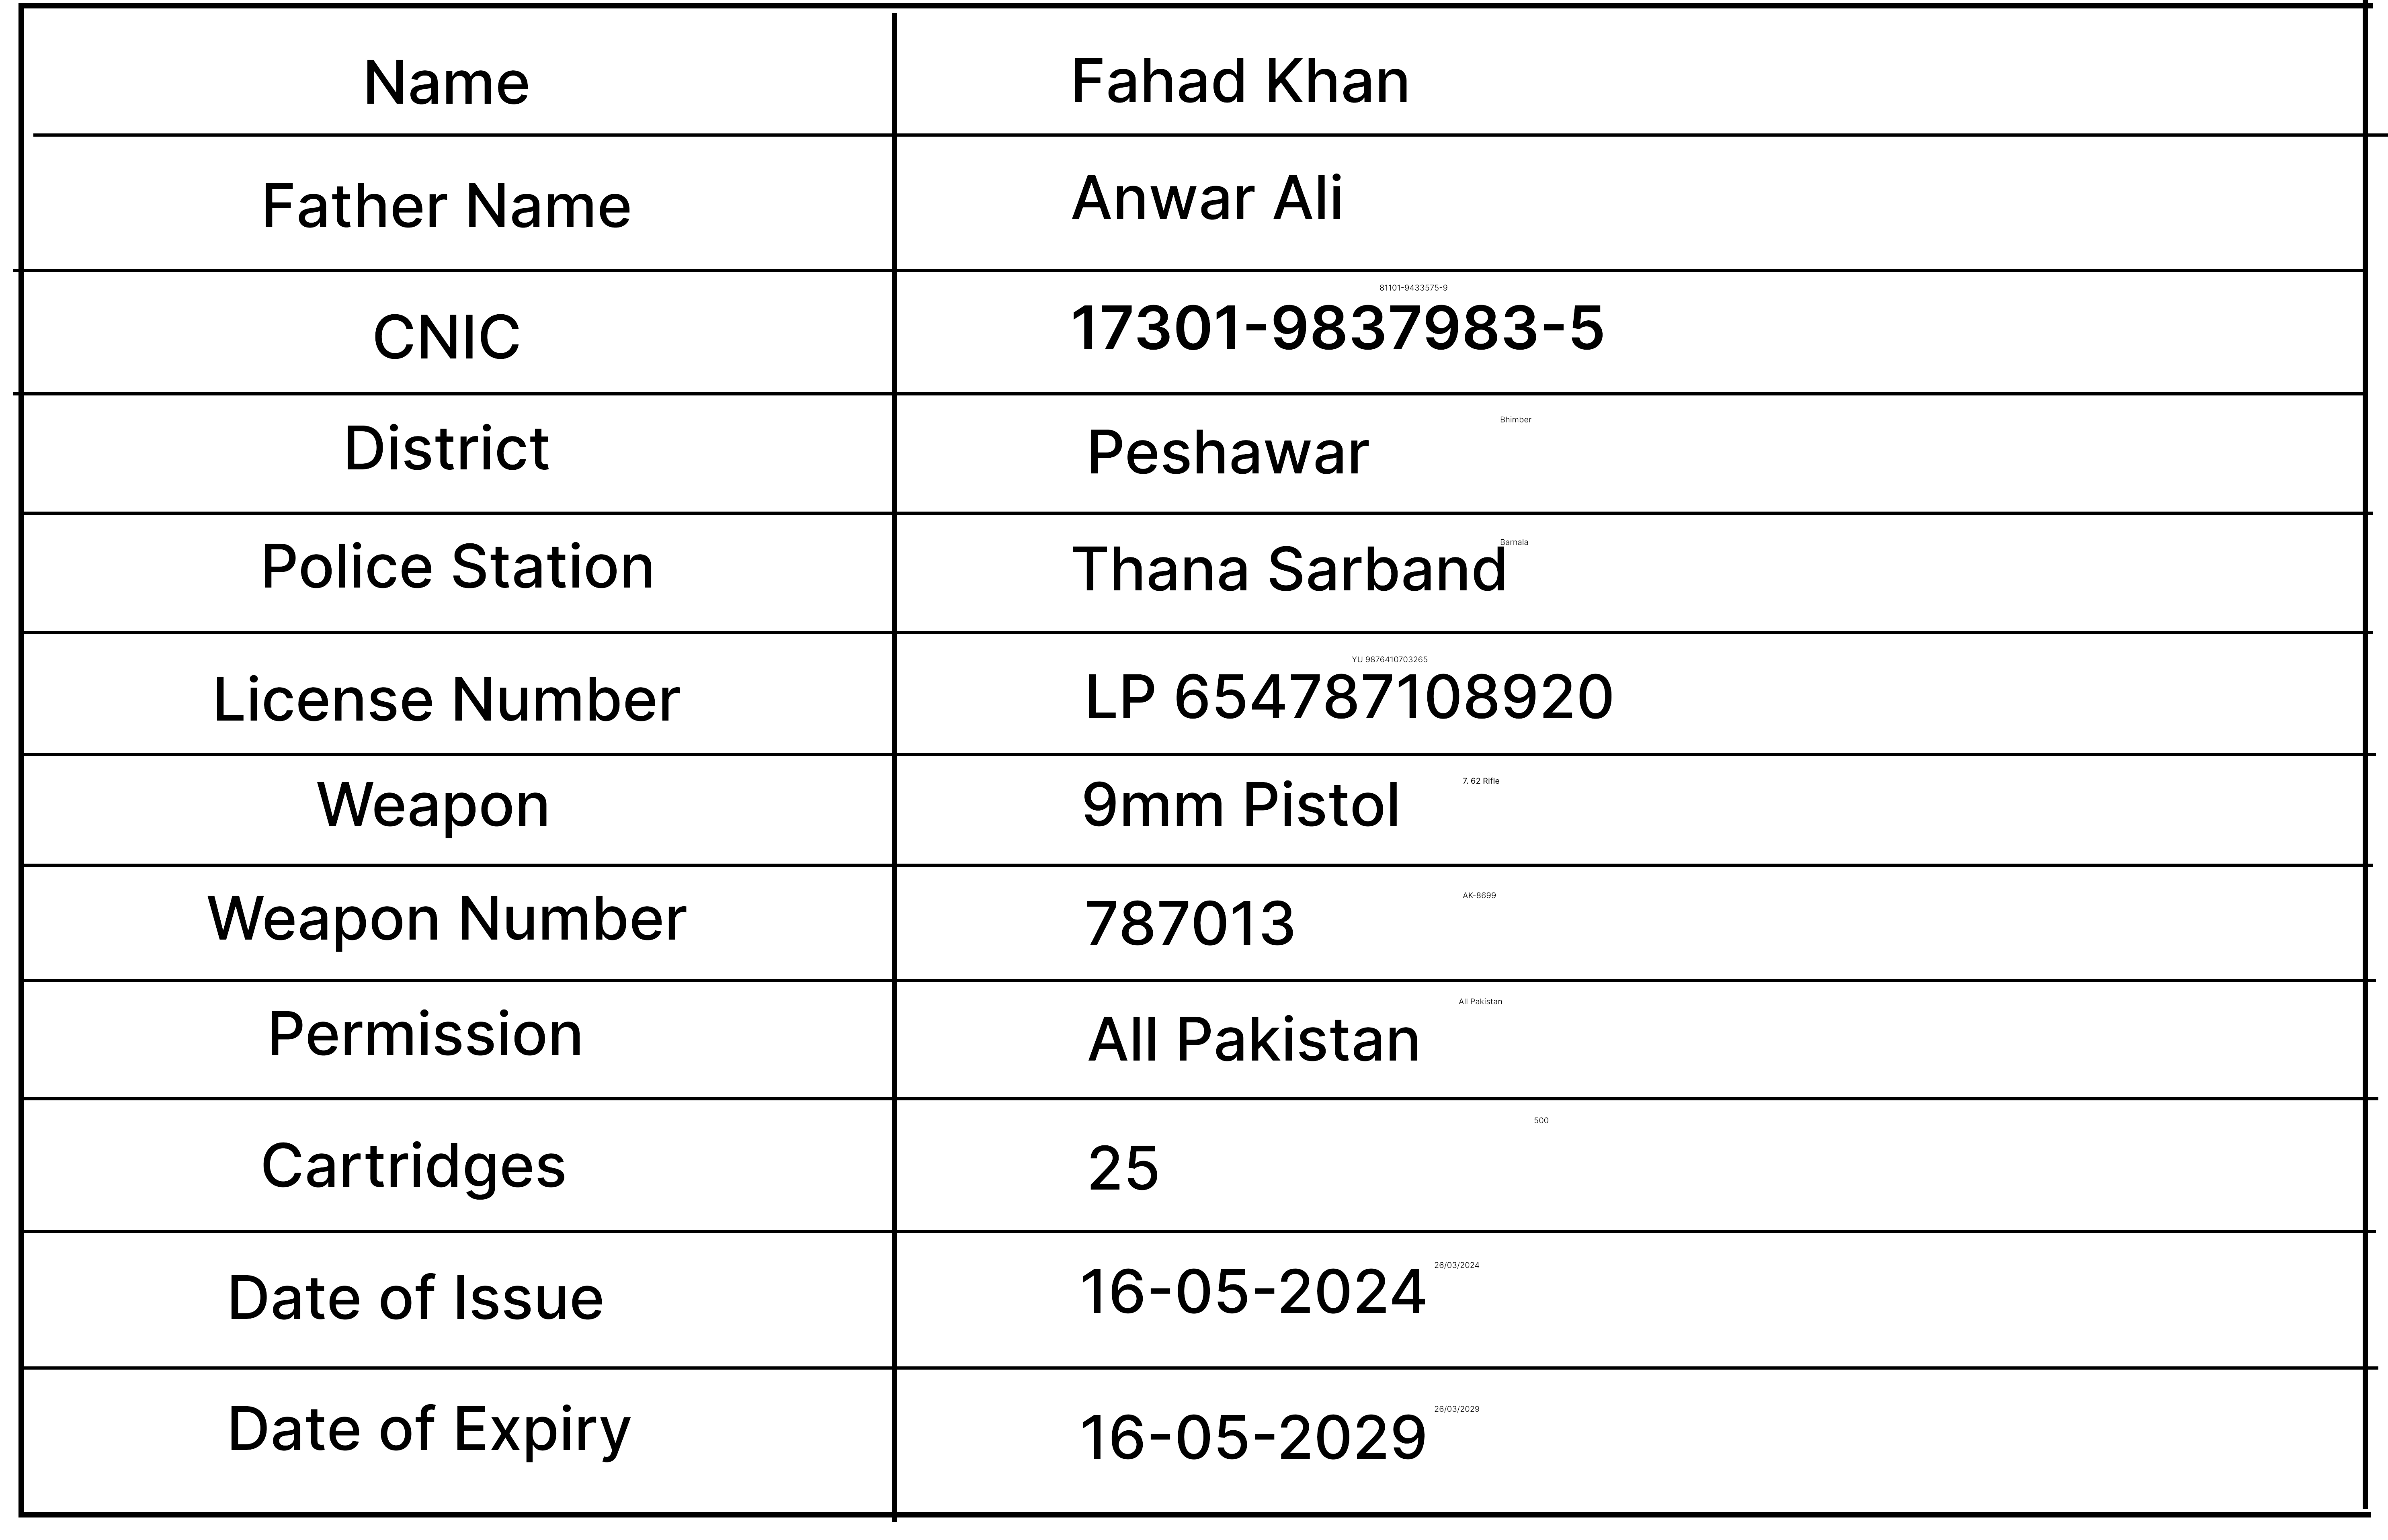 Name
Fahad Khan
Father Name
Anwar Ali
81101-9433575-9
CNIC
17301-9837983-5
Bhimber
District
Peshawar
Barnala
Police Station
Thana Sarband
YU 9876410703265
License Number
LP 654787108920
7. 62 Rifle
Weapon
9mm Pistol
AK-8699
Weapon Number
787013
All Pakistan
Permission
All Pakistan
500
Cartridges
25
26/03/2024
Date of Issue
16-05-2024
26/03/2029
Date of Expiry
16-05-2029